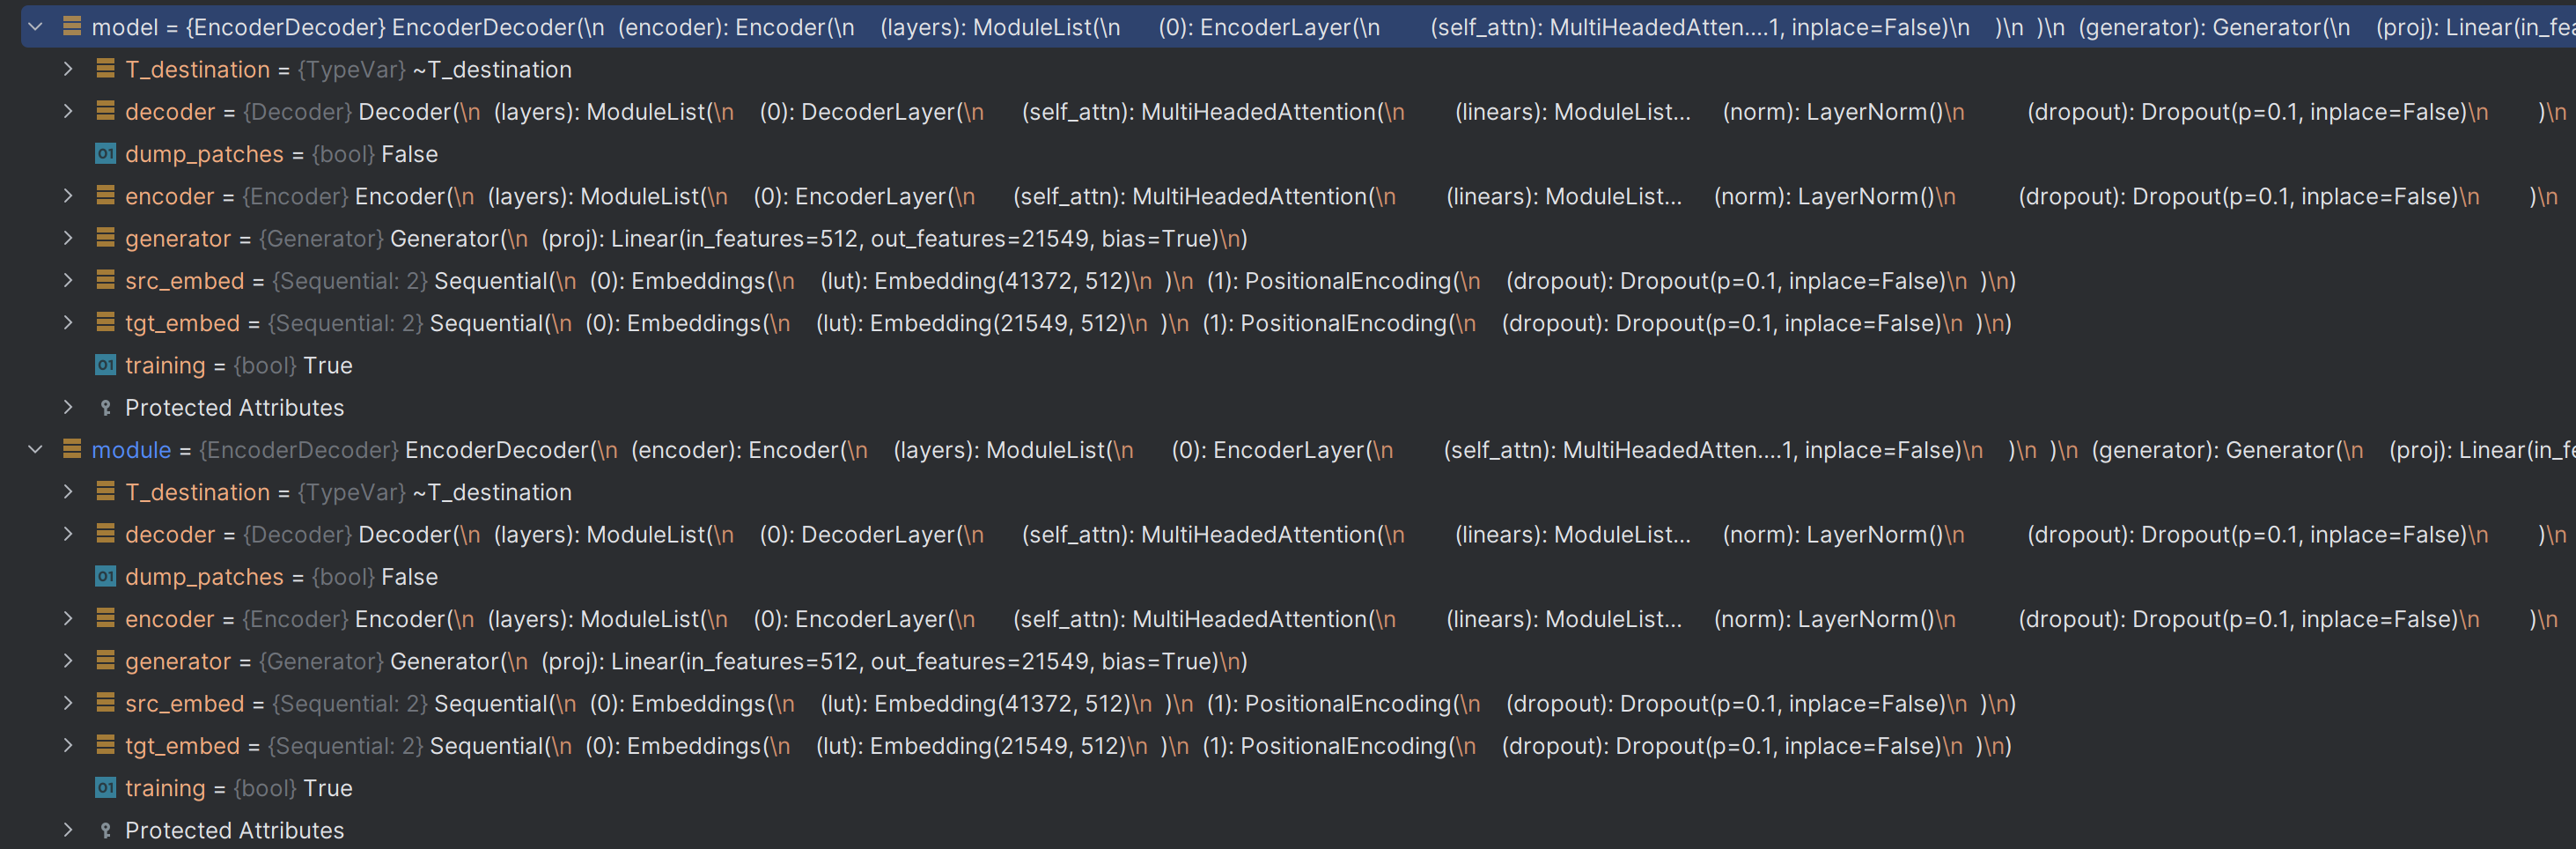 model = {EncoderDecoder} EncoderDecoder(\n  (encoder): Encoder(\n    (layers): ModuleList(\n      (0): EncoderLayer(\n        (self_attn): MultiHeadedAtten....1, inplace=False)\n    )\n  )\n  (generator): Generator(\n    (proj): Linear(in_fea
T_destination = {TypeVar} ~T_destination
decoder = {Decoder} Decoder(\n  (layers): ModuleList(\n    (0): DecoderLayer(\n      (self_attn): MultiHeadedAttention(\n        (linears): ModuleList...     (norm): LayerNorm()\n          (dropout): Dropout(p=0.1, inplace=False)\n        )\n
01 dump_patches = {bool} False
encoder = {Encoder} Encoder(\n  (layers): ModuleList(\n    (0): EncoderLayer(\n      (self_attn): MultiHeadedAttention(\n        (linears): ModuleList...     (norm): LayerNorm()\n          (dropout): Dropout(p=0.1, inplace=False)\n        )\n
generator = {Generator} Generator(\n  (proj): Linear(in_features=512, out_features=21549, bias=True)\n)
src_embed = {Sequential: 2} Sequential(\n  (0): Embeddings(\n    (lut): Embedding(41372, 512)\n  )\n  (1): PositionalEncoding(\n    (dropout): Dropout(p=0.1, inplace=False)\n  )\n)
tgt_embed = {Sequential: 2} Sequential(\n  (0): Embeddings(\n    (lut): Embedding(21549, 512)\n  )\n  (1): PositionalEncoding(\n    (dropout): Dropout(p=0.1, inplace=False)\n  )\n)
01 training = {bool} True
Protected Attributes
module = {EncoderDecoder} EncoderDecoder(\n  (encoder): Encoder(\n    (layers): ModuleList(\n      (0): EncoderLayer(\n        (self_attn): MultiHeadedAtten....1, inplace=False)\n    )\n  )\n  (generator): Generator(\n    (proj): Linear(in_fe
T_destination = {TypeVar} ~T_destination
decoder = {Decoder} Decoder(\n  (layers): ModuleList(\n    (0): DecoderLayer(\n      (self_attn): MultiHeadedAttention(\n        (linears): ModuleList...     (norm): LayerNorm()\n          (dropout): Dropout(p=0.1, inplace=False)\n        )\n
01 dump_patches = {bool} False
encoder = {Encoder} Encoder(\n  (layers): ModuleList(\n    (0): EncoderLayer(\n      (self_attn): MultiHeadedAttention(\n        (linears): ModuleList...     (norm): LayerNorm()\n          (dropout): Dropout(p=0.1, inplace=False)\n        )\n
generator = {Generator} Generator(\n  (proj): Linear(in_features=512, out_features=21549, bias=True)\n)
src_embed = {Sequential: 2} Sequential(\n  (0): Embeddings(\n    (lut): Embedding(41372, 512)\n  )\n  (1): PositionalEncoding(\n    (dropout): Dropout(p=0.1, inplace=False)\n  )\n)
tgt_embed = {Sequential: 2} Sequential(\n  (0): Embeddings(\n    (lut): Embedding(21549, 512)\n  )\n  (1): PositionalEncoding(\n    (dropout): Dropout(p=0.1, inplace=False)\n  )\n)
01 training = {bool} True
Protected Attributes